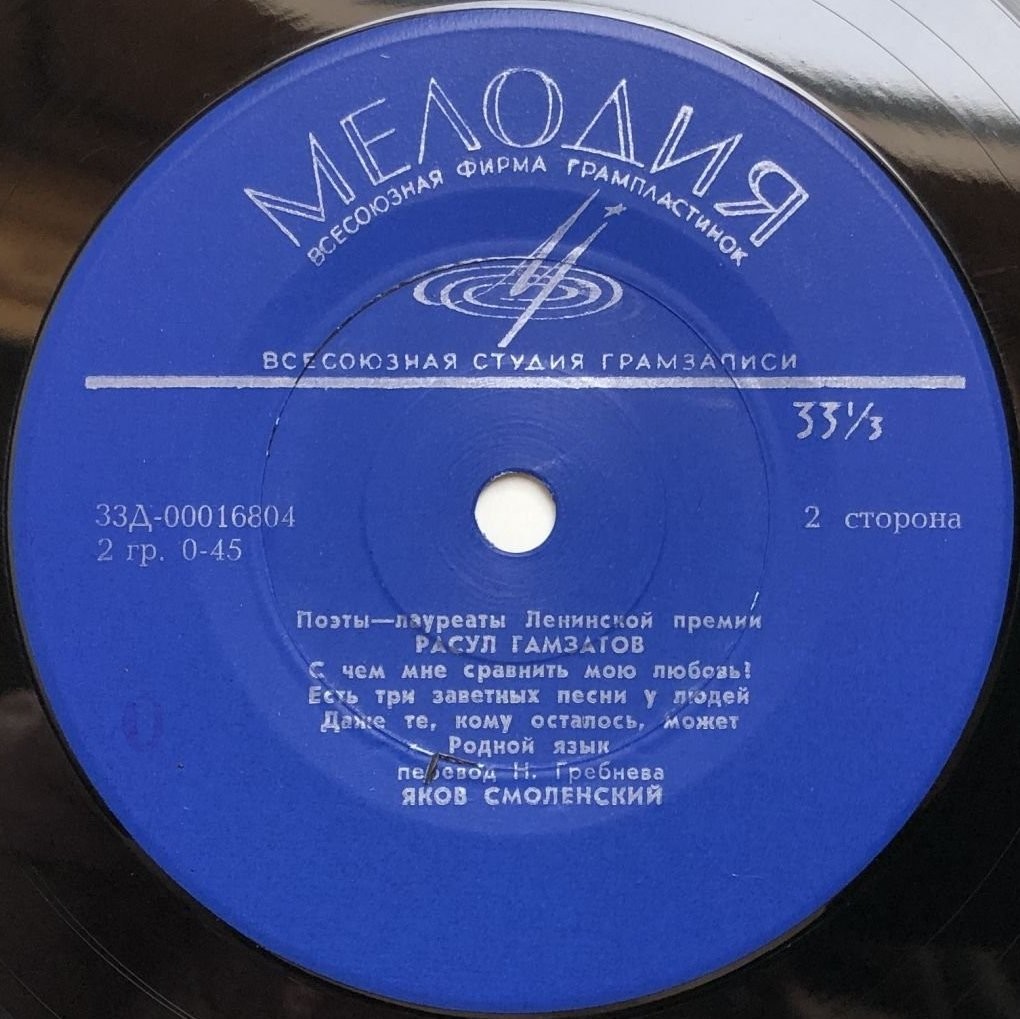 МЕЛОДИЯ
ВСЕСОЮЗНАЯ ФИРМА ГРАМПЛАСТИНОК
ВСЕСОЮЗНАЯ СТУДИЯ ГРАМЗАПИСИ
33⅓
33Д-00016804
2 сторона
2 гр. 0-45
Поэты—лауреаты Ленинской премии
РАСУЛ ГАМЗАТОВ
С чем мне сравнить мою любовь?
Есть три заветных песни у людей
Даже те, кому осталось, может
Родной язык
перевод Н. Гребнева
ЯКОВ СМОЛЕНСКИЙ